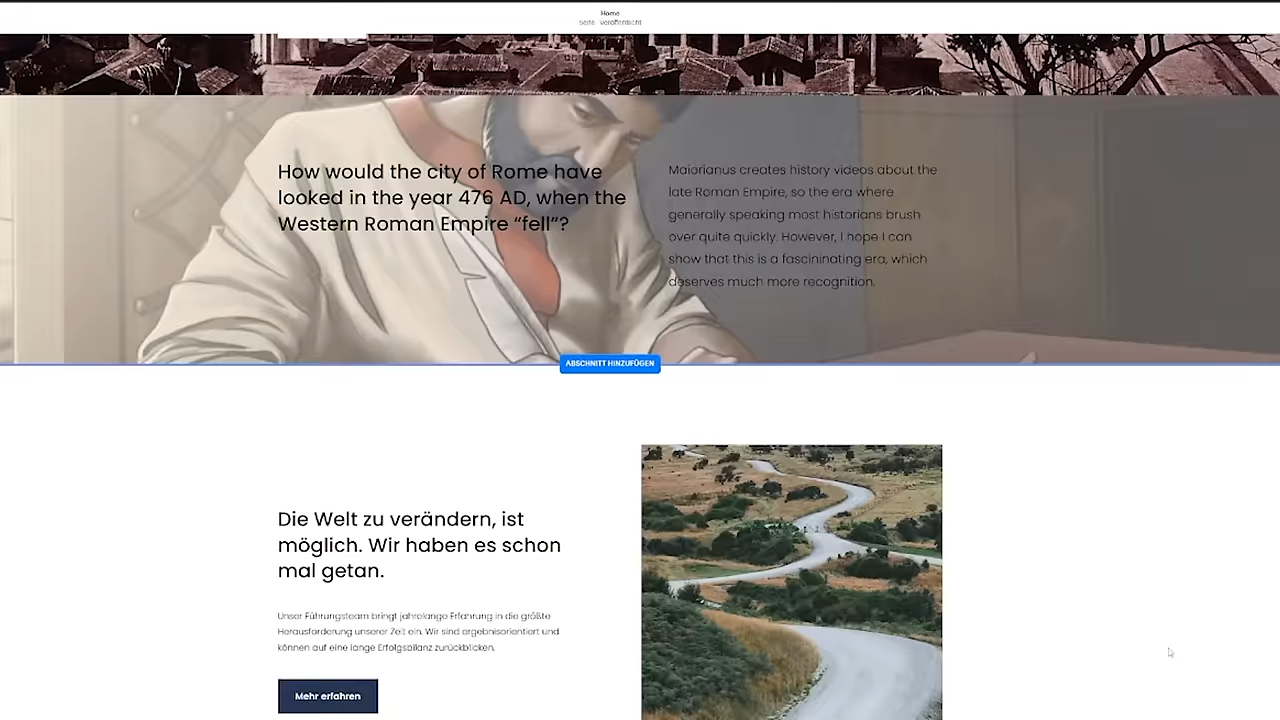 Home
Seite · Veröffentlicht
How would the city of Rome have
looked in the year 476 AD, when the
Western Roman Empire “fell”?
Maiorianus creates history videos about the
late Roman Empire, so the era where
generally speaking most historians brush
over quite quickly. However, I hope I can
show that this is a fascininating era, which
deserves much more recognition.
ABSCHNITT HINZUFÜGEN
Die Welt zu verändern, ist
möglich. Wir haben es schon
mal getan.
Unser Führungsteam bringt jahrelange Erfahrung in die größte
Herausforderung unserer Zeit ein. Wir sind ergebnisorientiert und
können auf eine lange Erfolgsbilanz zurückblicken.
Mehr erfahren